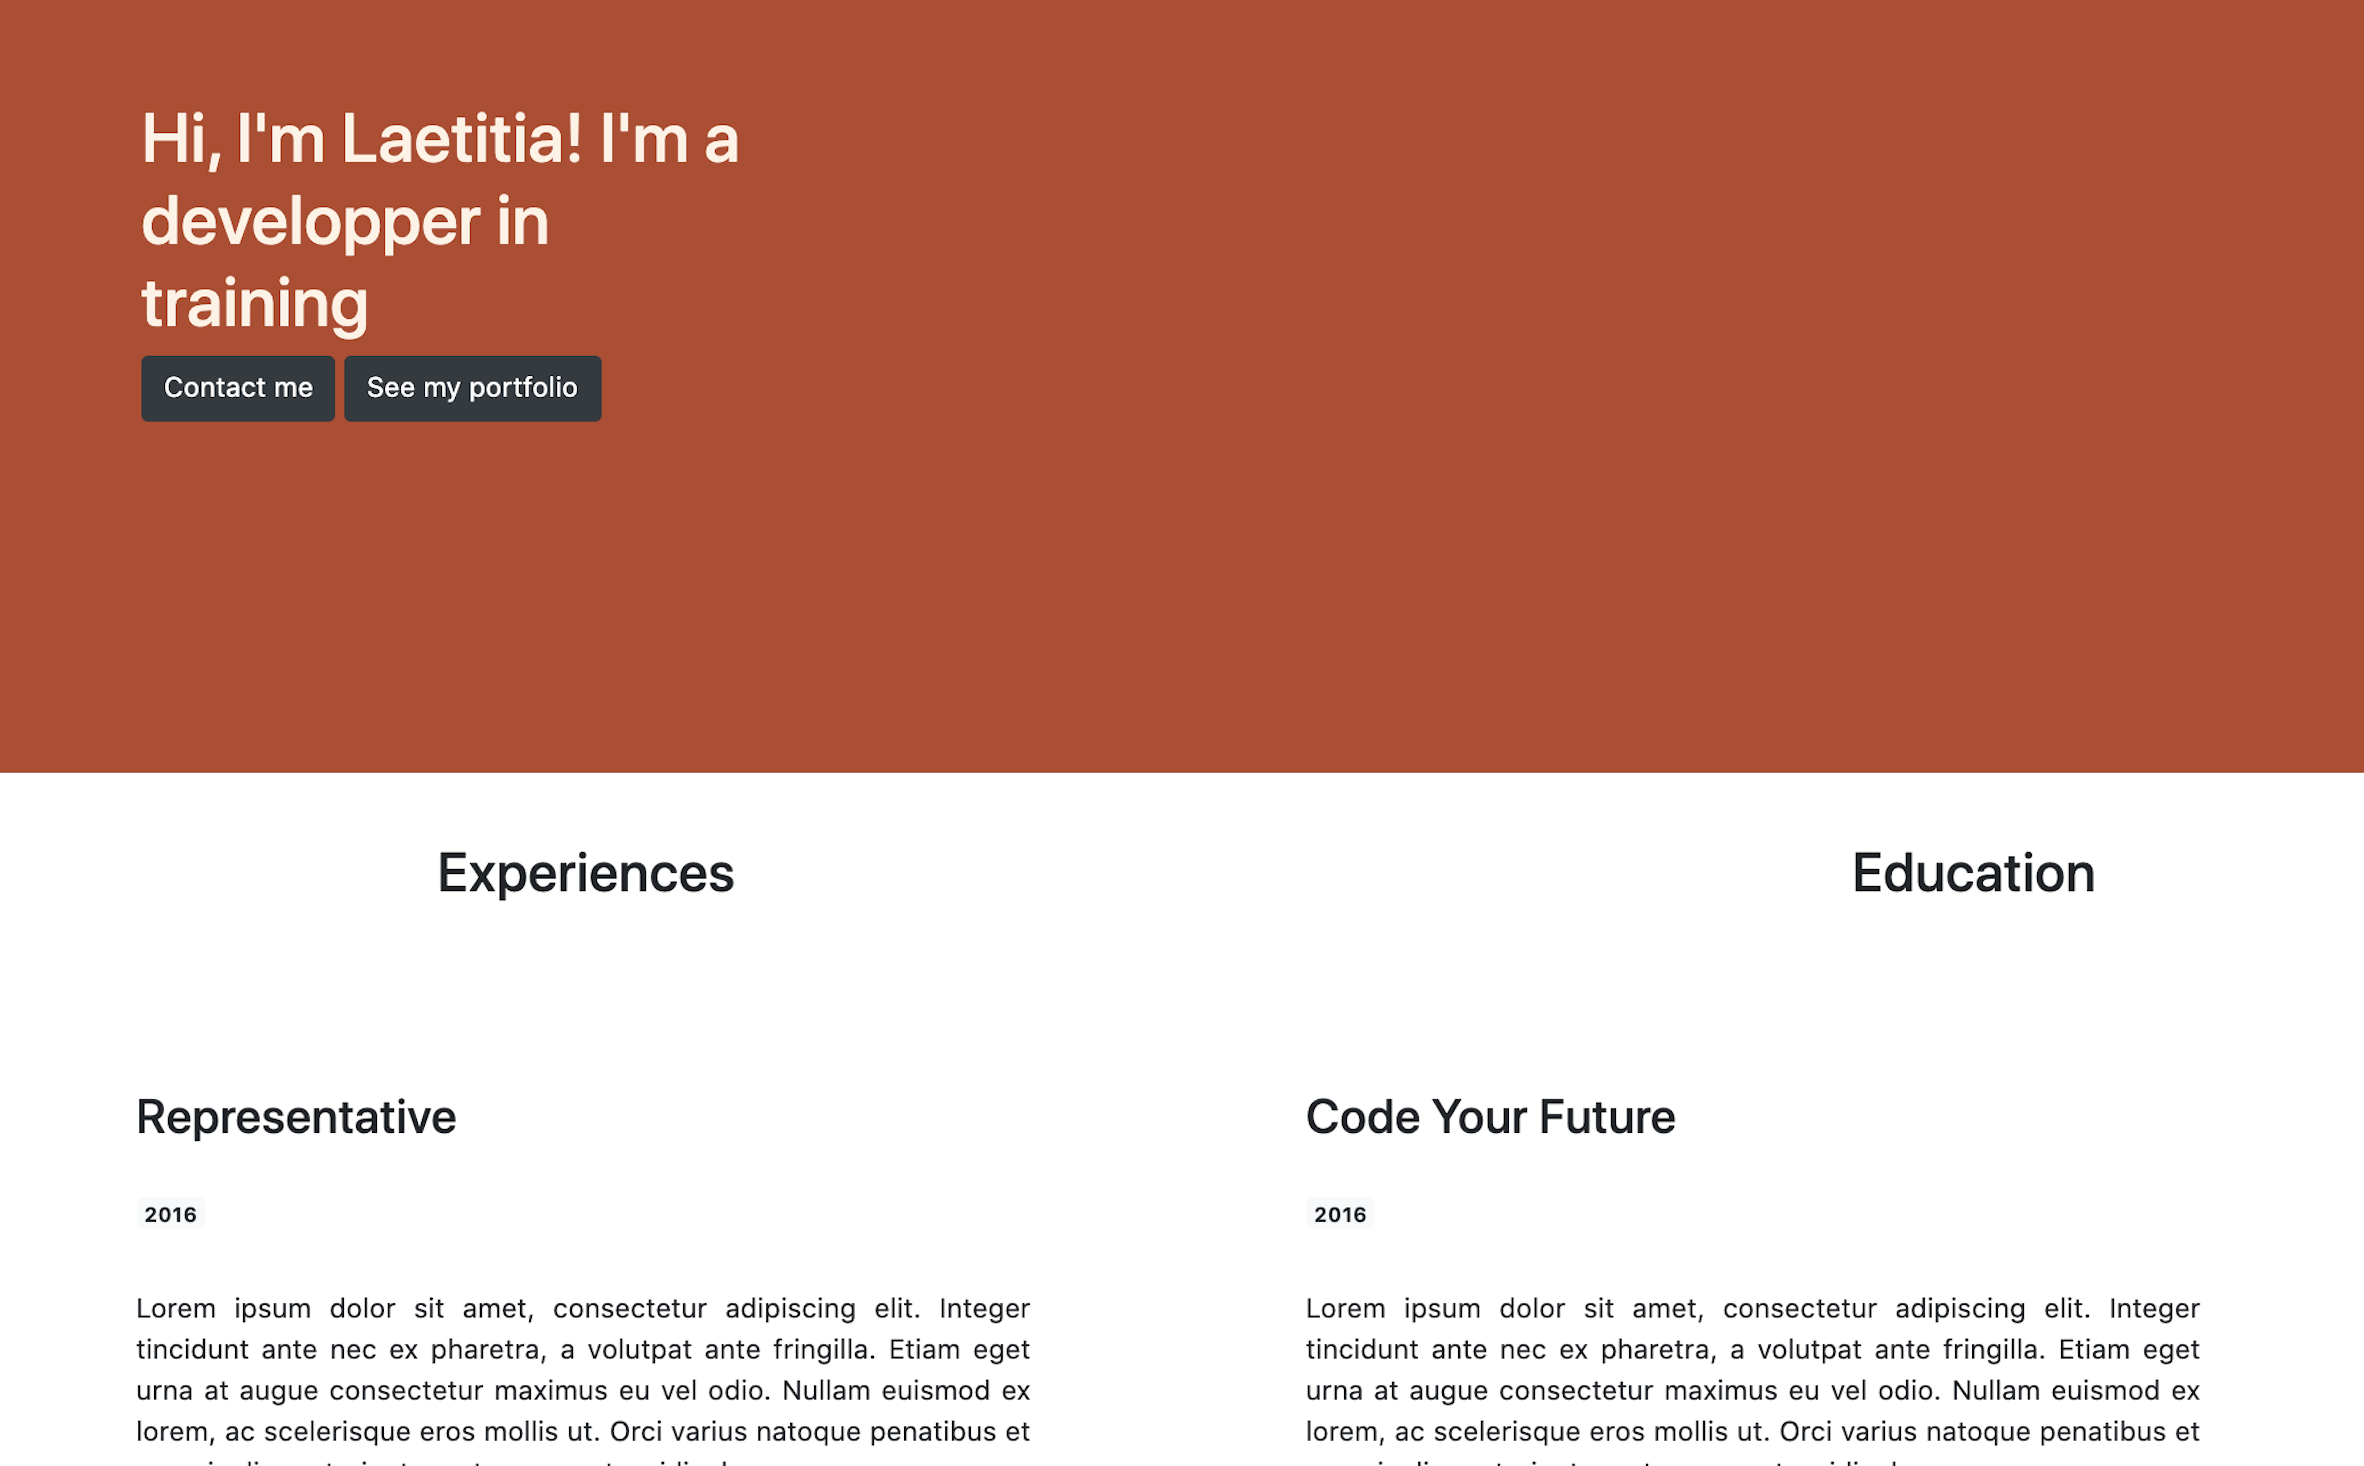 Hi, I'm Laetitia! I'm a
developper in
training
Contact me
See my portfolio
Experiences
Education
Representative
2016
Lorem ipsum dolor sit amet, consectetur adipiscing elit. Integer
tincidunt ante nec ex pharetra, a volutpat ante fringilla. Etiam eget
urna at augue consectetur maximus eu vel odio. Nullam euismod ex
lorem, ac scelerisque eros mollis ut. Orci varius natoque penatibus et
Code Your Future
2016
Lorem ipsum dolor sit amet, consectetur adipiscing elit. Integer
tincidunt ante nec ex pharetra, a volutpat ante fringilla. Etiam eget
urna at augue consectetur maximus eu vel odio. Nullam euismod ex
lorem, ac scelerisque eros mollis ut. Orci varius natoque penatibus et